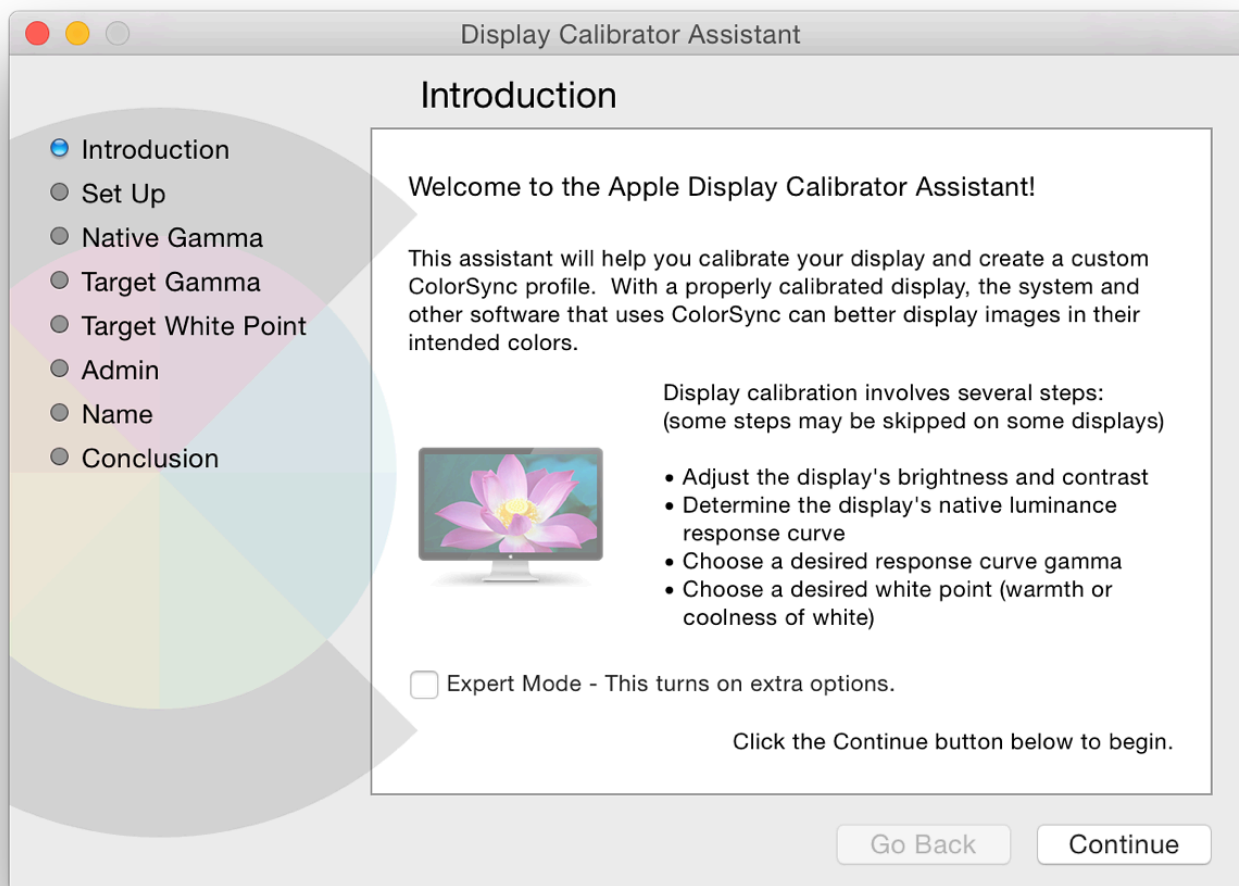 Display Calibrator Assistant
Introduction
Introduction
Set Up
Native Gamma
Target Gamma
Target White Point
Admin
Name
Conclusion
Welcome to the Apple Display Calibrator Assistant!
This assistant will help you calibrate your display and create a custom
ColorSync profile.  With a properly calibrated display, the system and
other software that uses ColorSync can better display images in their
intended colors.
Display calibration involves several steps:
(some steps may be skipped on some displays)
• Adjust the display's brightness and contrast
• Determine the display's native luminance
response curve
• Choose a desired response curve gamma
• Choose a desired white point (warmth or
coolness of white)
Expert Mode - This turns on extra options.
Click the Continue button below to begin.
Go Back
Continue